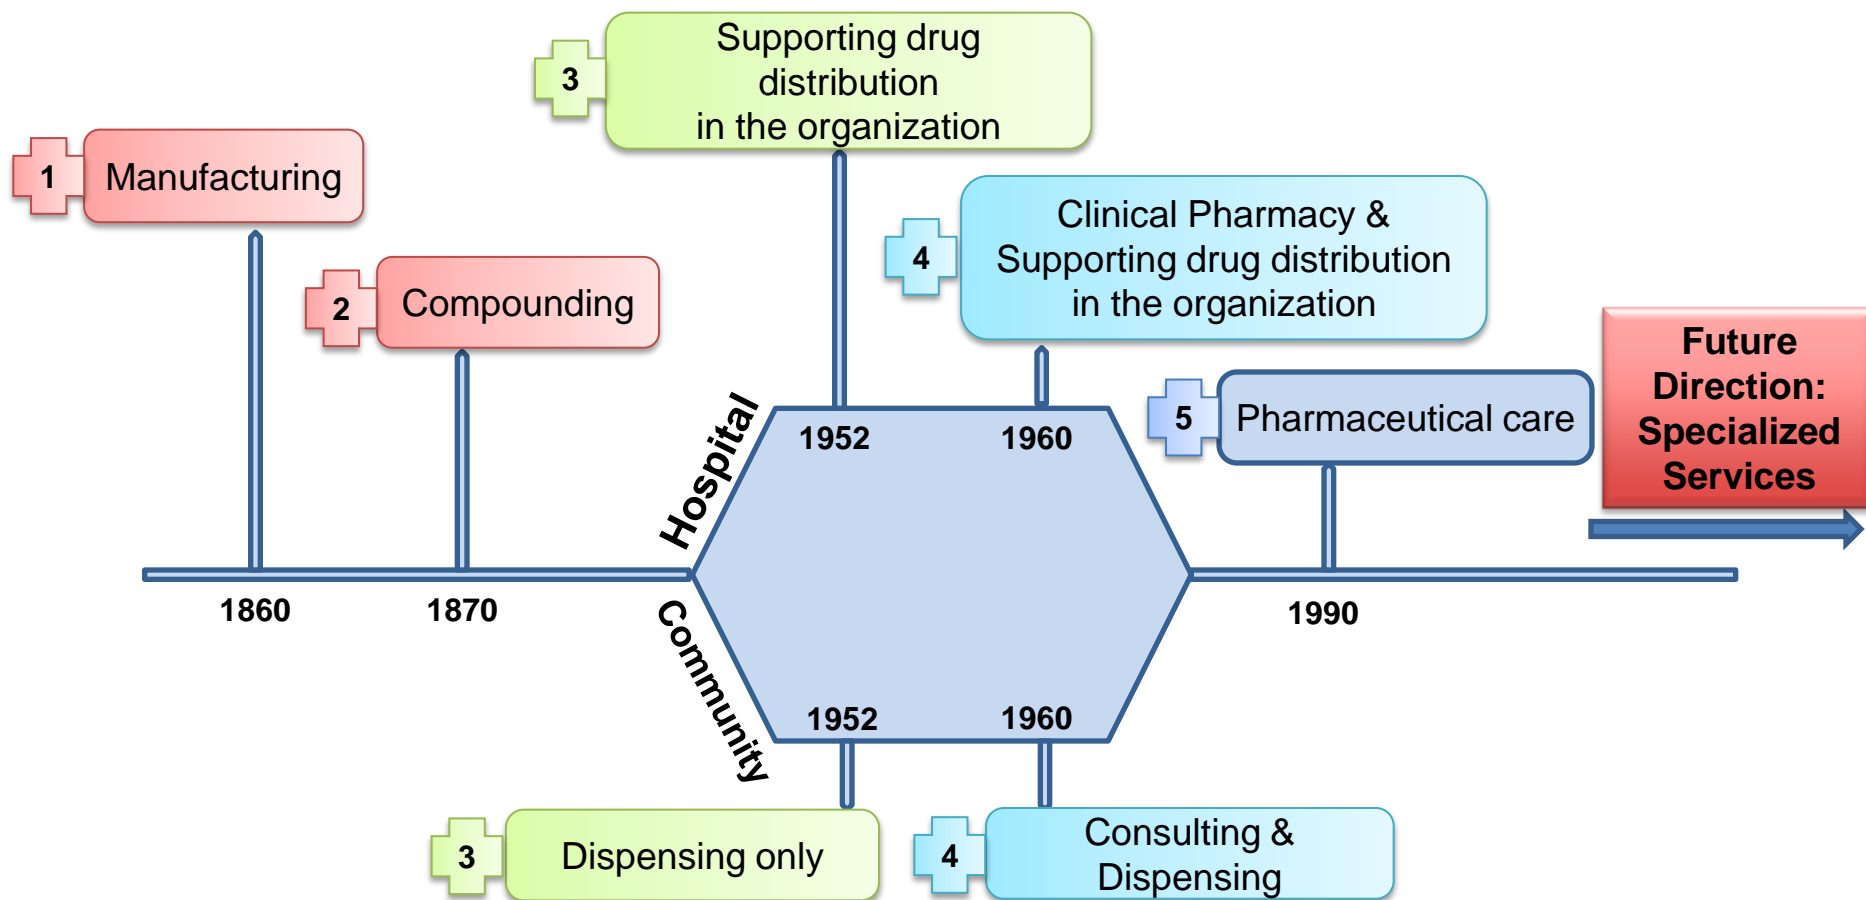 3
Supporting drug
distribution
in the organization
1
Manufacturing
4
Clinical Pharmacy &
Supporting drug distribution
in the organization
2
Compounding
Future
Direction:
Specialized
Services
5
Pharmaceutical care
Hospital
1952
1960
1860
1870
1990
Community
1952
1960
3
Dispensing only
4
Consulting &
Dispensing